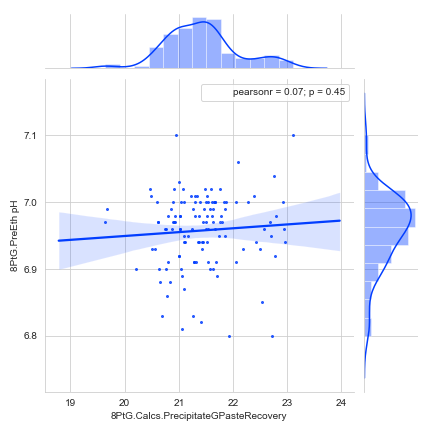 pearsonr = 0.07; p = 0.45
7.1
7.0
6.9
6.8
8PtG.PreEth pH
19 20 21 22 23 24
8PtG.Calcs.PrecipitateGPasteRecovery